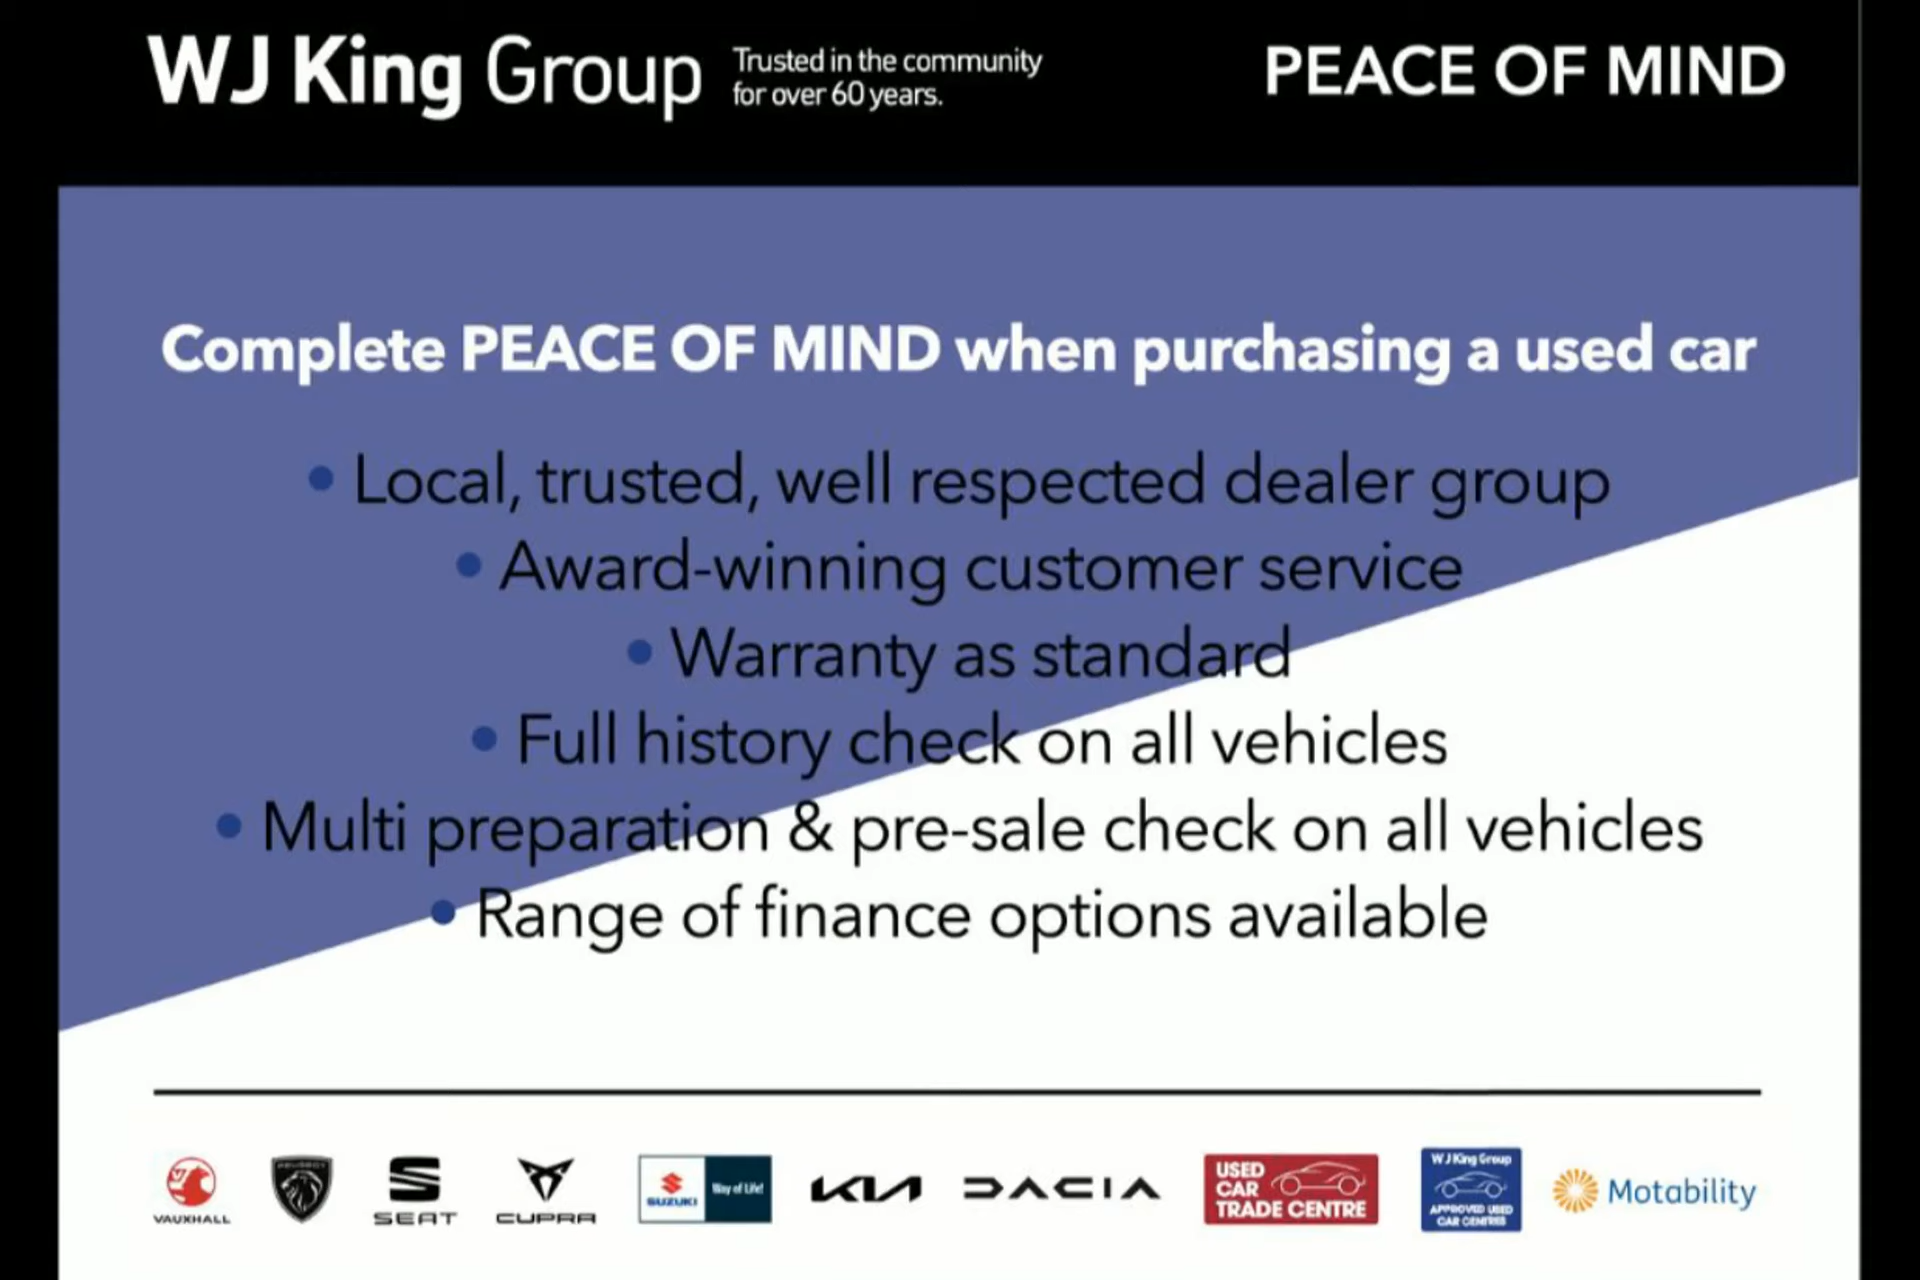 WJ King Group
Trusted in the community
for over 60 years.
PEACE OF MIND
Complete PEACE OF MIND when purchasing a used car
• Local, trusted, well respected dealer group
• Award-winning customer service
• Warranty as standard
• Full history check on all vehicles
• Multi preparation & pre-sale check on all vehicles
• Range of finance options available
VAUXHALL
PEUGEOT
SEAT
CUPRA
SUZUKI
Way of Life!
KIA
DACIA
USED
CAR
TRADE CENTRE
WJ King Group
APPROVED USED
CAR CENTRES
Motability